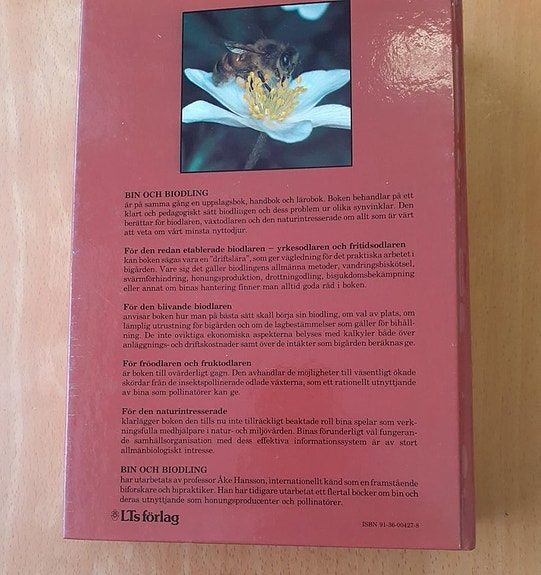 BIN OCH BIODLING
är på samma gång en uppslagsbok, handbok och lärobok. Boken behandlar på ett
klart och pedagogiskt sätt biodlingen och dess problem ur olika synvinklar. Den
berättar för biodlaren, växtodlaren och den naturintresserade om allt som är värt
att veta om vårt minsta nyttodjur.
För den redan etablerade biodlaren – yrkesodlaren och fritidsodlaren
kan boken sägas vara en "driftslära", som ger vägledning för det praktiska arbetet i
bigården. Vare sig det gäller biodlingens allmänna metoder, vandringsbiskötsel,
svärmförhindring, honungsproduktion, drottningodling, bisjukdomsbekämpning
eller annat om binas hantering finner man alltid goda råd i boken.
För den blivande biodlaren
anvisar boken hur man på bästa sätt skall börja sin biodling, om val av plats, om
lämplig utrustning för bigården och om de lagbestämmelser som gäller för bihåll-
ning. De inte oviktiga ekonomiska aspekterna belyses med kalkyler både över
anläggnings- och driftskostnader samt över de intäkter som bigården beräknas ge.
För fröodlaren och fruktodlaren
är boken till ovärderligt gagn. Den avhandlar de möjligheter till väsentligt ökade
skördar från de insektspollinerade odlade växterna, som ett rationellt utnyttjande
av bina som pollinatörer kan ge.
För den naturintresserade
klarlägger boken den tills nu inte tillräckligt beaktade roll bina spelar som verk-
ningsfulla medhjälpare i natur- och miljövården. Binas förunderligt väl fungeran-
de samhällsorganisation med dess effektiva informationssystem är av stort
allmänbiologiskt intresse.
BIN OCH BIODLING
har utarbetats av professor Åke Hansson, internationellt känd som en framstående
biforskare och bipraktiker. Han har tidigare utarbetat ett flertal böcker om bin och
deras utnyttjande som honungsproducenter och pollinatörer.
LTs förlag
ISBN 91-36-00427-8